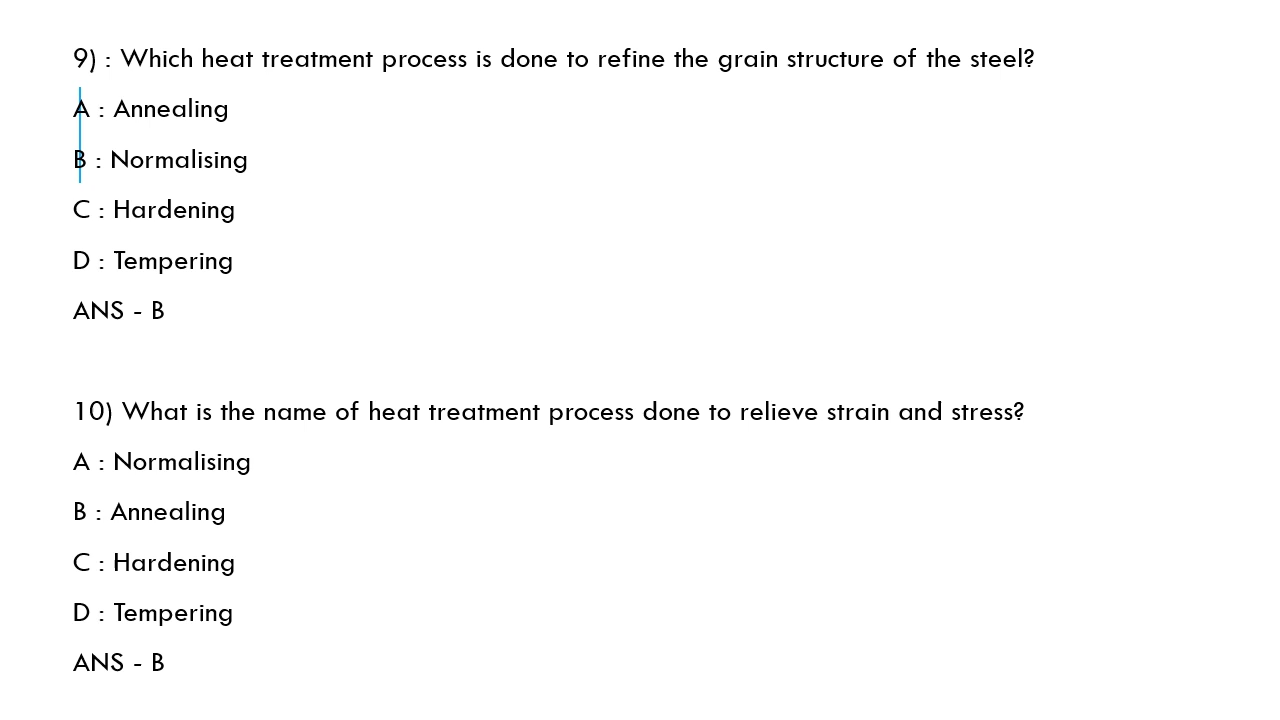 9) : Which heat treatment process is done to refine the grain structure of the steel?
A : Annealing
B : Normalising
C : Hardening
D : Tempering
ANS - B
10) What is the name of heat treatment process done to relieve strain and stress?
A : Normalising
B : Annealing
C : Hardening
D : Tempering
ANS - B